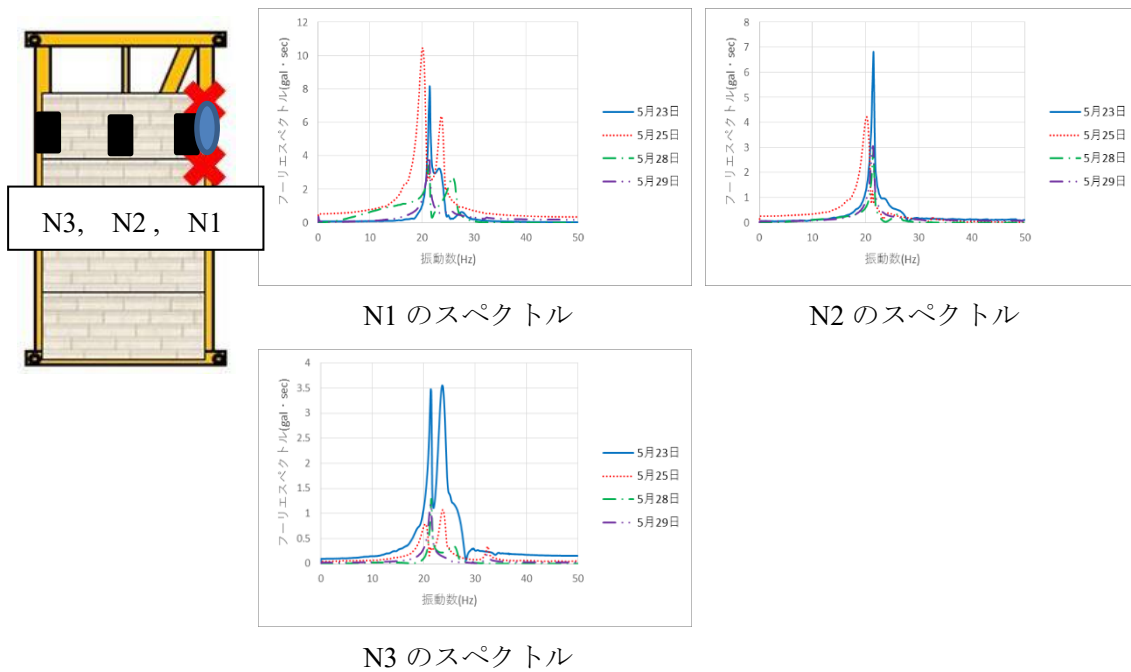 N3, N2, N1
フーリエスペクトル(gal・sec)
12
10
8
6
4
2
0
0 10 20 30 40 50
振動数(Hz)
5月23日
5月25日
5月28日
5月29日
N1 のスペクトル
フーリエスペクトル(gal・sec)
8
7
6
5
4
3
2
1
0
0 10 20 30 40 50
振動数(Hz)
5月23日
5月25日
5月28日
5月29日
N2 のスペクトル
フーリエスペクトル(gal・sec)
4
3.5
3
2.5
2
1.5
1
0.5
0
0 10 20 30 40 50
振動数(Hz)
5月23日
5月25日
5月28日
5月29日
N3 のスペクトル